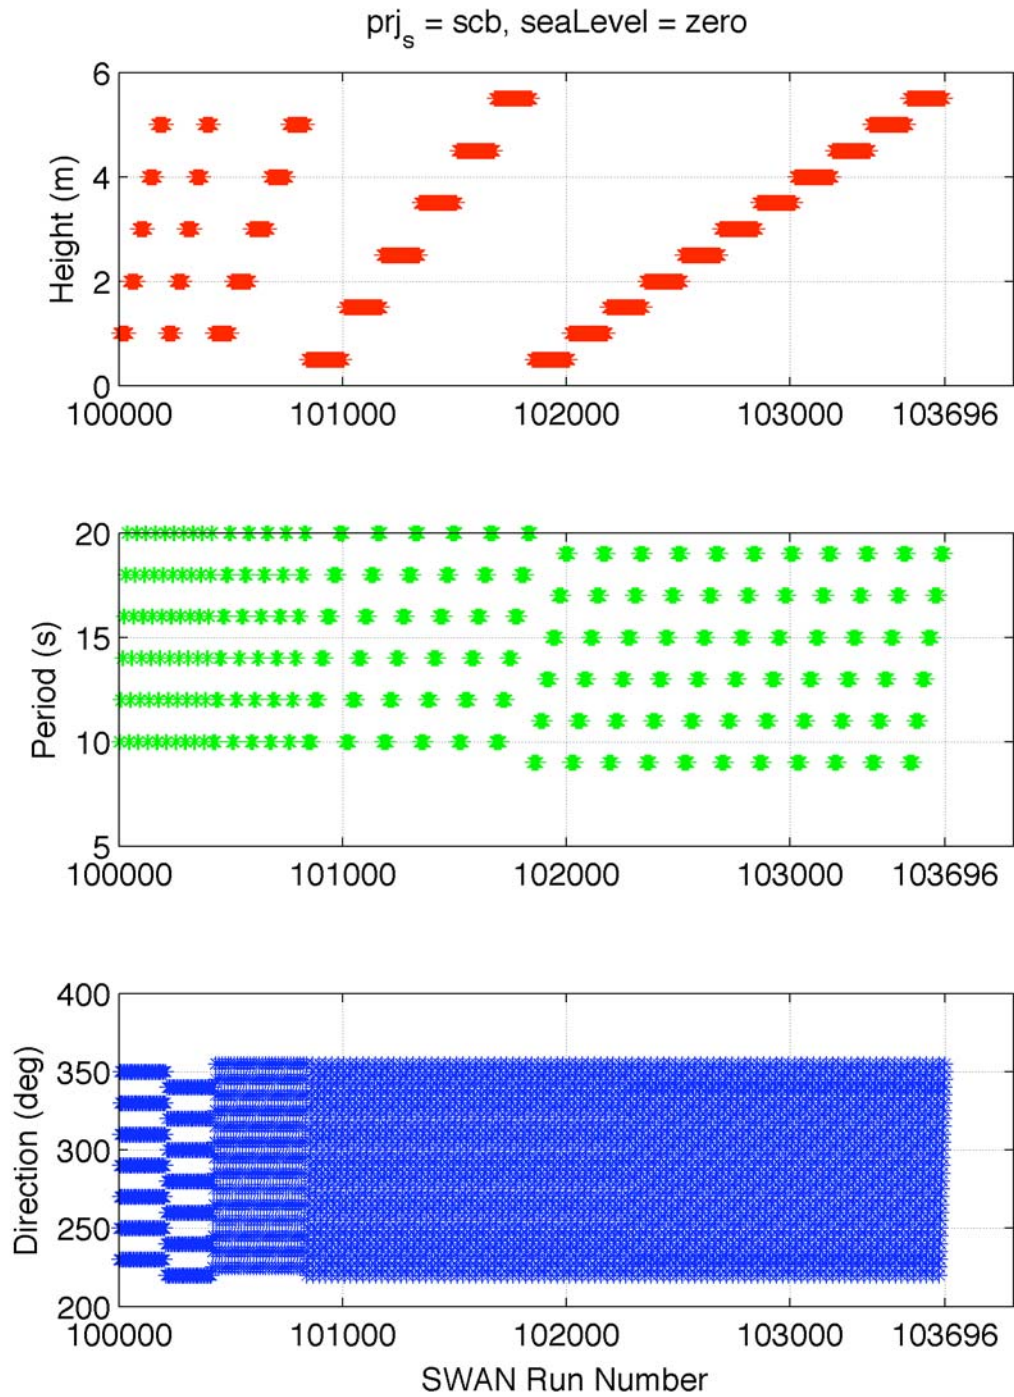 prj_s = scb, seaLevel = zero
6
4
2
0
Height (m)
100000 101000 102000 103000 103696
20
15
10
5
Period (s)
100000 101000 102000 103000 103696
400
350
300
250
200
Direction (deg)
100000 101000 102000 103000 103696
SWAN Run Number